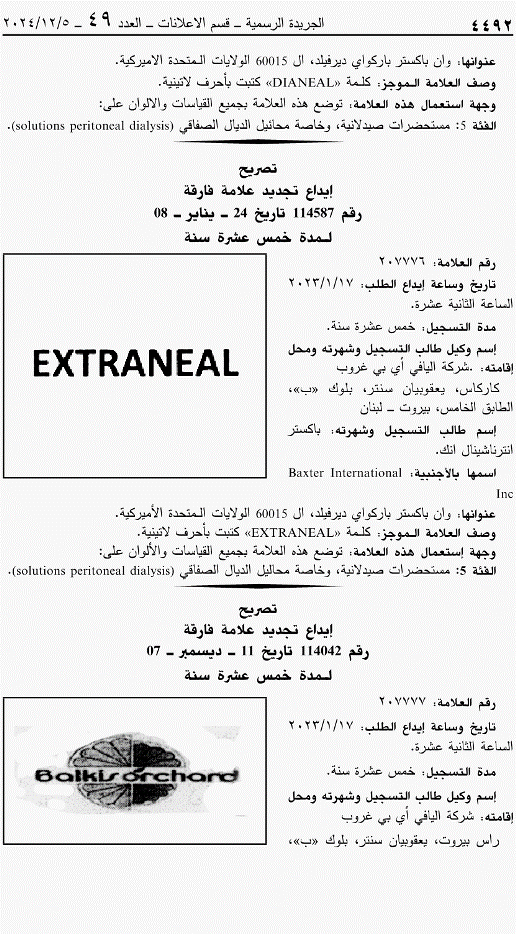 ٤٤٩٢ الجريدة الرسمية – قسم الاعلانات – العدد ٤٩ – ٢٠٢٤/١٢/٥
عنوانها: وان باكستر باركواي ديرفيلد، ال 60015 الولايات المتحدة الاميركية.
وصف العلامة الموجز: كلمة «DIANEAL» كتبت بأحرف لاتينية.
وجهة استعمال هذه العلامة: توضع هذه العلامة بجميع القياسات والالوان على:
الفئة 5: مستحضرات صيدلانية، وخاصة محانيل الديال الصفاقي (solutions peritoneal dialysis).
تصريح
إيداع تجديد علامة فارقة
رقم 114587 تاريخ 24 – يناير – 08
لمدة خمس عشرة سنة
رقم العلامة: ٢٠٧٧٧٦
تاريخ وساعة إيداع الطلب: ٢٠٢٣/١/١٧
الساعة الثانية عشرة.
مدة التسجيل: خمس عشرة سنة.
إسم وكيل طالب التسجيل وشهرته ومحل
إقامته: .شركة اليافي أي بي غروب
كاركاس، يعقوبيان سنتر، بلوك «ب»،
الطابق الخامس، بيروت – لبنان
إسم طالب التسجيل وشهرته: باكستر
انترناشينال انك.
اسمها بالأجنبية: Baxter International
Inc
EXTRANEAL
عنوانها: وان باكستر باركواي ديرفيلد، ال 60015 الولايات المتحدة الأميركية.
وصف العلامة الموجز: كلمة «EXTRANEAL» كتبت بأحرف لاتينية.
وجهة إستعمال هذه العلامة: توضع هذه العلامة بجميع القياسات والألوان على:
الفئة 5: مستحضرات صيدلانية، وخاصة محاليل الديال الصفاقي (solutions peritoneal dialysis).
تصريح
إيداع تجديد علامة فارقة
رقم 114042 تاريخ 11 – ديسمبر – 07
لمدة خمس عشرة سنة
رقم العلامة: ٢٠٧٧٧٧
تاريخ وساعة إيداع الطلب: ٢٠٢٣/١/١٧
الساعة الثانية عشرة.
مدة التسجيل: خمس عشرة سنة.
إسم وكيل طالب التسجيل وشهرته ومحل
إقامته: شركة اليافي أي بي غروب
راس بيروت، يعقوبيان سنتر، بلوك «ب»،
Balkis orchard